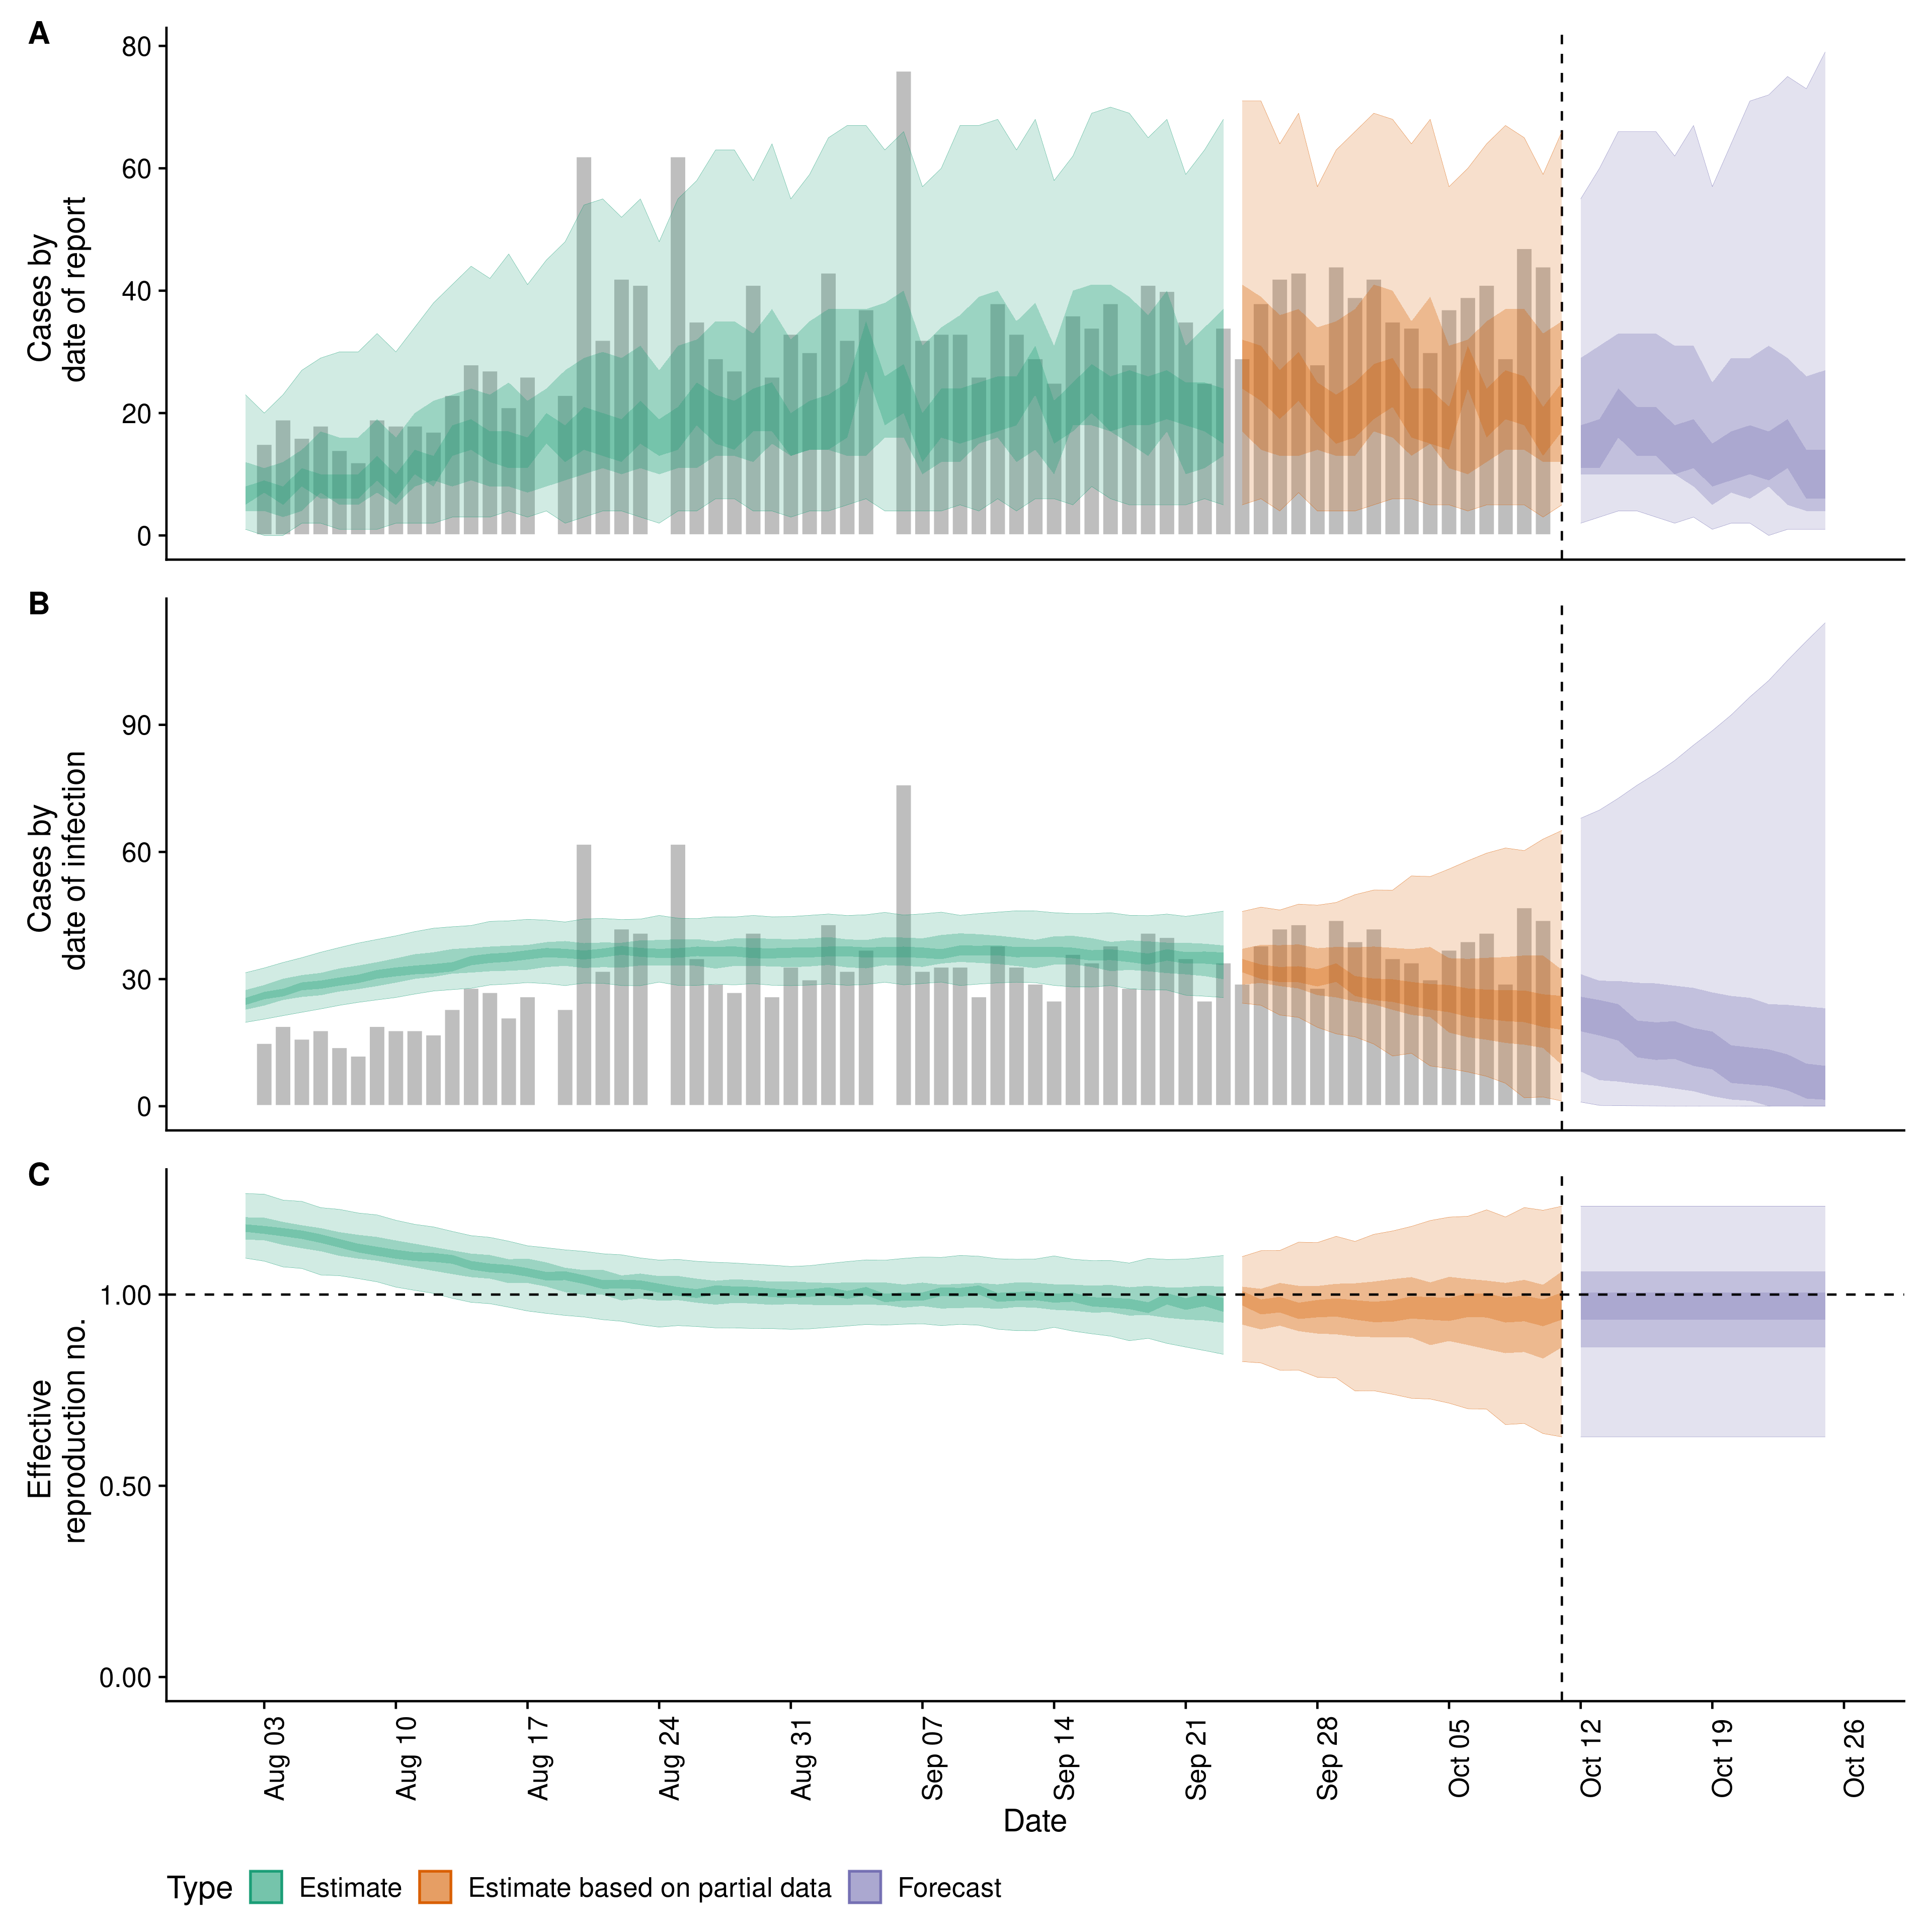 A
80
60
40
20
0
Cases by
date of report
B
90
60
30
0
Cases by
date of infection
C
1.00
0.50
0.00
Effective
reproduction no.
Aug 03
Aug 10
Aug 17
Aug 24
Aug 31
Sep 07
Sep 14
Sep 21
Sep 28
Oct 05
Oct 12
Oct 19
Oct 26
Date
Type Estimate Estimate based on partial data Forecast